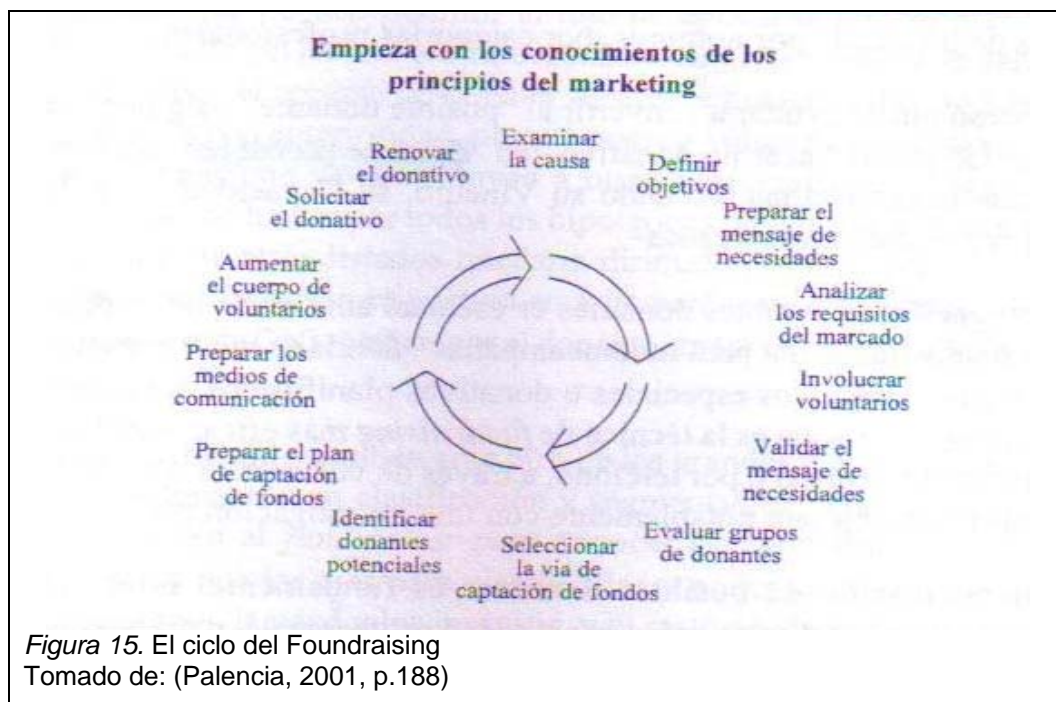 Empieza con los conocimientos de los
principios del marketing
Examinar
la causa
Definir
objetivos
Preparar el
mensaje de
necesidades
Analizar
los requisitos
del marcado
Involucrar
voluntarios
Validar el
mensaje de
necesidades
Evaluar grupos
de donantes
Seleccionar
la via de
captación de fondos
Identificar
donantes
potenciales
Preparar el plan
de captación
de fondos
Preparar los
medios de
comunicación
Aumentar
el cuerpo de
voluntarios
Solicitar
el donativo
Renovar
el donativo
Figura 15. El ciclo del Foundraising
Tomado de: (Palencia, 2001, p.188)